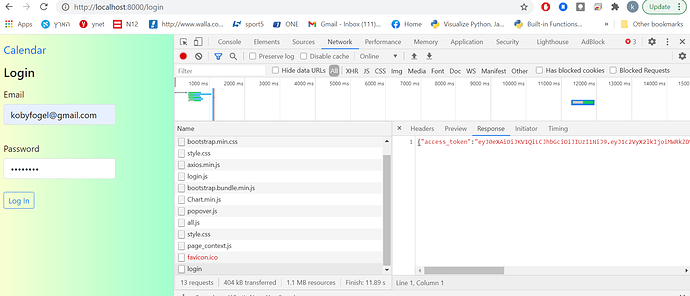 http://localhost:8000/login
Update
Apps
ynet
הארץ
N12
http://www.walla.co...
sport5
ONE
Gmail - Inbox (111)...
Home
Python
Visualize Python, Ja...
Built-in Functions...
Other bookmarks
Calendar
Login
Email
kobyfogel@gmail.com
Password
••••••••
Log In
Console
Elements
Sources
Network
Performance
Memory
Application
Security
Lighthouse
AdBlock
3
Preserve log
Disable cache
Online
Filter
Hide data URLs
All
XHR JS CSS Img Media Font Doc WS Manifest Other
Has blocked cookies
Blocked Requests
1000 ms 2000 ms 3000 ms 4000 ms 5000 ms 6000 ms 7000 ms 8000 ms 9000 ms 10000 ms 11000 ms 12000 ms 13000 ms 14000 ms
Name
bootstrap.min.css
style.css
axios.min.js
login.js
bootstrap.bundle.min.js
Chart.min.js
popover.js
all.js
style.css
page_context.js
favicon.ico
login
13 requests
404 kB transferred
1.1 MB resources
Finish: 11.89 s
Headers
Preview
Response
Initiator
Timing
1
{"access_token":
Line 1, Column 1